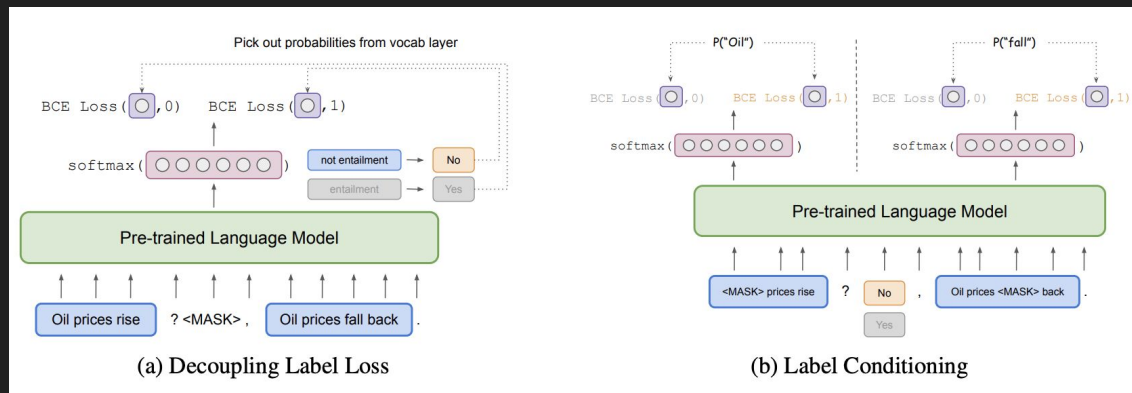 Pick out probabilities from vocab layer
BCE Loss( ,0) BCE Loss( ,1)
softmax( )
not entailment No
entailment Yes
Pre-trained Language Model
Oil prices rise ? <MASK> , Oil prices fall back .
(a) Decoupling Label Loss
P("Oil") P("fall")
BCE Loss( ,0) BCE Loss( ,1) BCE Loss( ,0) BCE Loss( ,1)
softmax( ) softmax( )
Pre-trained Language Model
<MASK> prices rise ? No , Oil prices <MASK> back .
Yes
(b) Label Conditioning